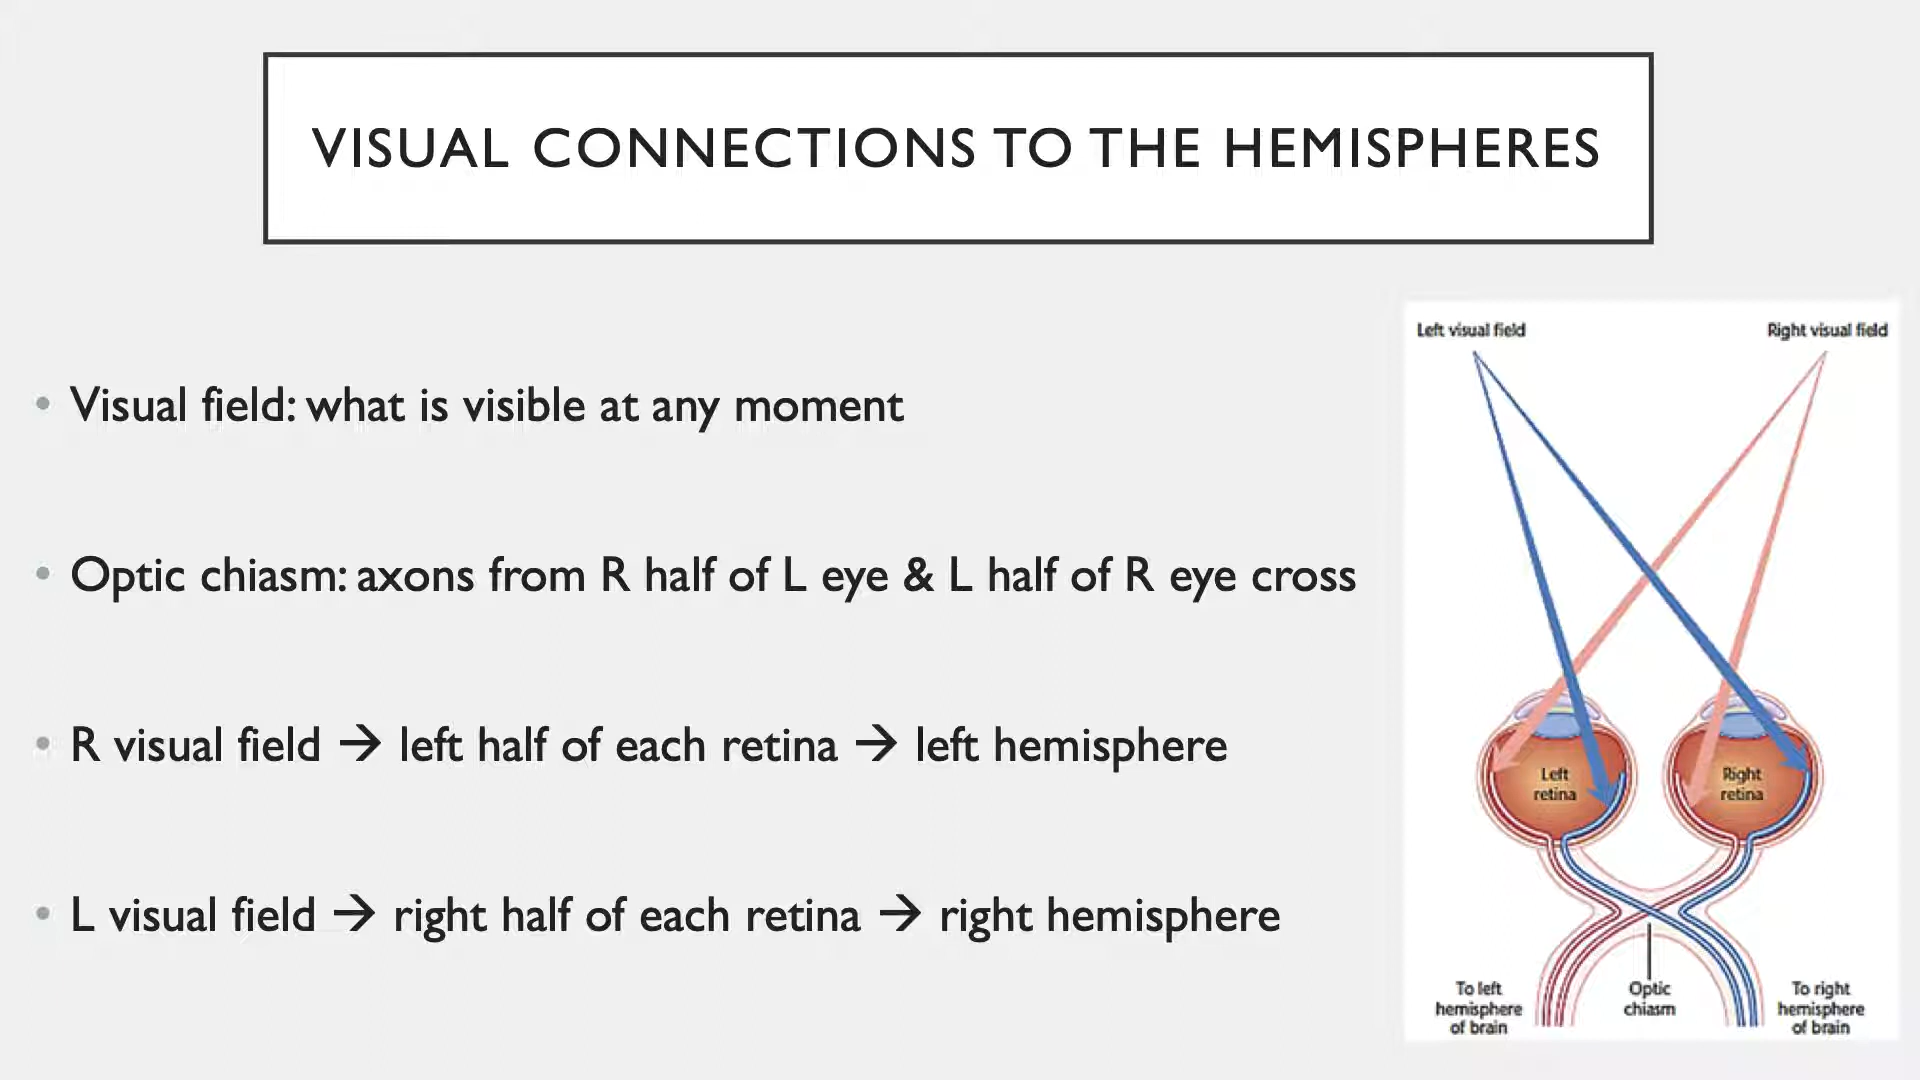 VISUAL CONNECTIONS TO THE HEMISPHERES
• Visual field: what is visible at any moment
• Optic chiasm: axons from R half of L eye & L half of R eye cross
• R visual field → left half of each retina → left hemisphere
• L visual field → right half of each retina → right hemisphere
Left visual field
Right visual field
Left
retina
Right
retina
To left
hemisphere
of brain
Optic
chiasm
To right
hemisphere
of brain